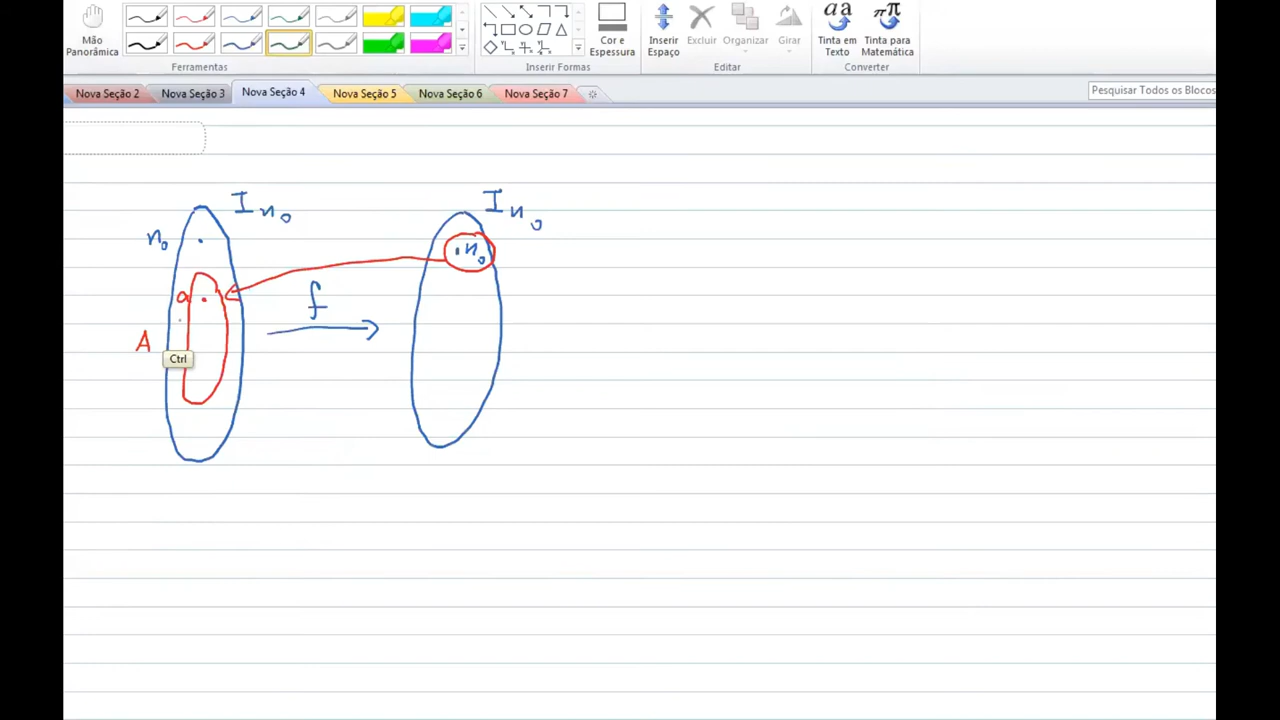 Mão
Panorâmica
Ferramentas
Cor e
Espessura
Inserir Formas
Inserir
Espaço
Excluir
Organizar
Girar
Editar
aa
Tinta em
Texto
ππ
Tinta para
Matemática
Converter
Nova Seção 2
Nova Seção 3
Nova Seção 4
Nova Seção 5
Nova Seção 6
Nova Seção 7
Pesquisar Todos os Blocos
I n₀
I n₀
n₀
n₀
a
f
A
Ctrl